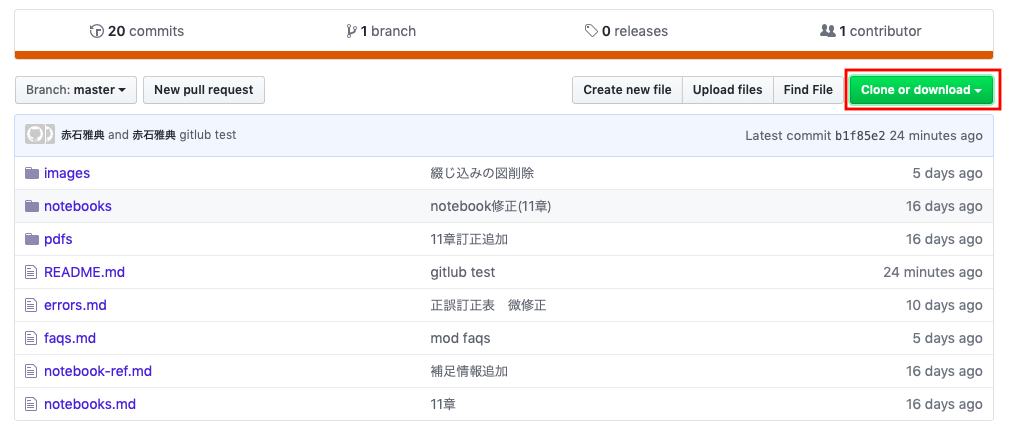 20 commits 1 branch 0 releases 1 contributor
Branch: master New pull request Create new file Upload files Find File Clone or download
赤石雅典 and 赤石雅典 gitlub test Latest commit b1f85e2 24 minutes ago
images 綴じ込みの図削除 5 days ago
notebooks notebook修正(11章) 16 days ago
pdfs 11章訂正追加 16 days ago
README.md gitlub test 24 minutes ago
errors.md 正誤訂正表　微修正 10 days ago
faqs.md mod faqs 5 days ago
notebook-ref.md 補足情報追加 16 days ago
notebooks.md 11章 16 days ago